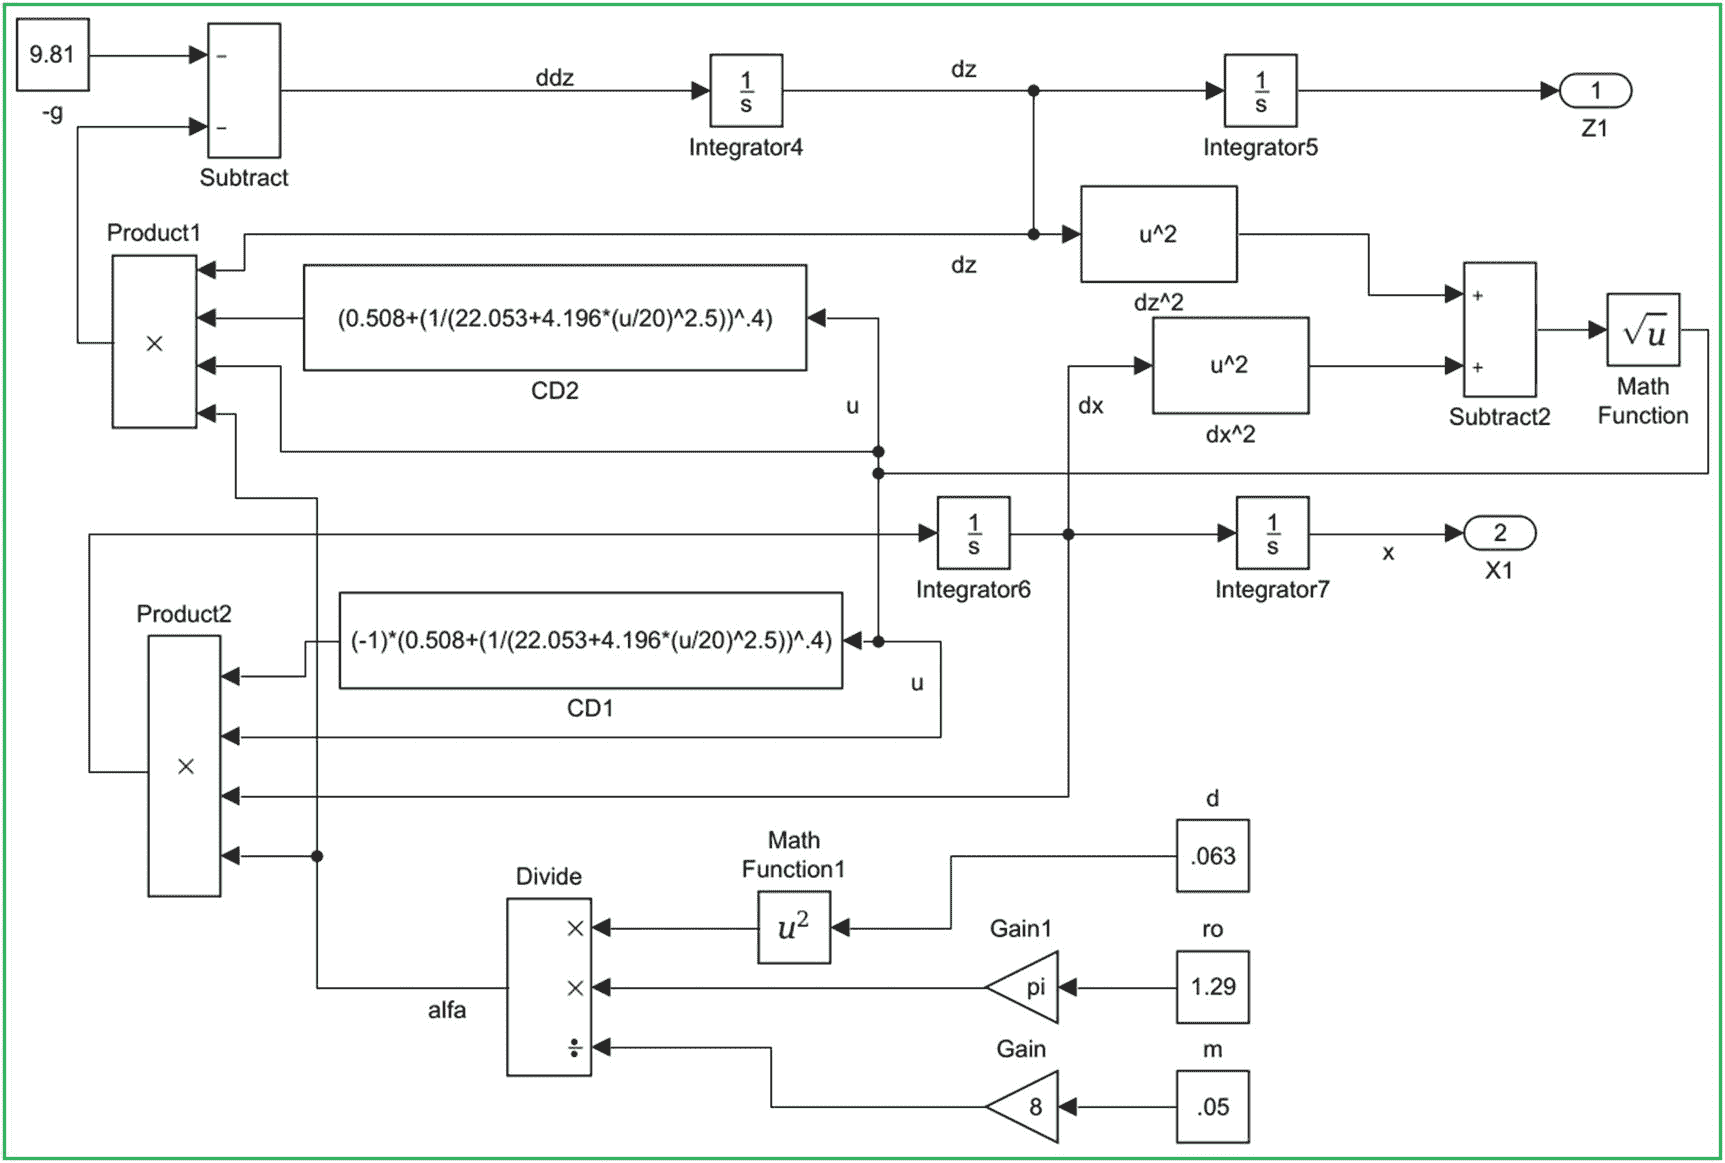 9.81
-g
−
−
Subtract
ddz
1
s
Integrator4
dz
1
s
Integrator5
1
Z1
Product1
×
dz
(0.508+(1/(22.053+4.196*(u/20)^2.5))^.4)
CD2
u
u^2
dz^2
u^2
dx^2
dx
+
+
Subtract2
√u
Math
Function
1
s
Integrator6
1
s
Integrator7
x
2
X1
Product2
×
(-1)*(0.508+(1/(22.053+4.196*(u/20)^2.5))^.4)
CD1
u
d
.063
Math
Function1
u²
Divide
×
×
÷
alfa
Gain1
pi
ro
1.29
Gain
8
m
.05